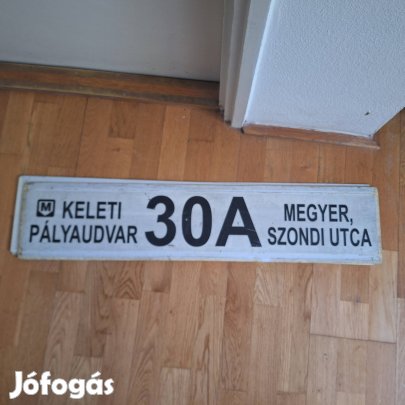 M KELETI
PÁLYAUDVAR
30A
MEGYER,
SZONDI UTCA
Jófogás